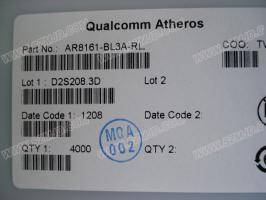 Qualcomm Atheros
Part No.: AR8161-BL3A-RL COO: TW
Lot 1 : D2S208.3D Lot 2
Date Code 1: 1208 Date Code 2:
MQA
002
QTY 1: 4000 QTY 2: